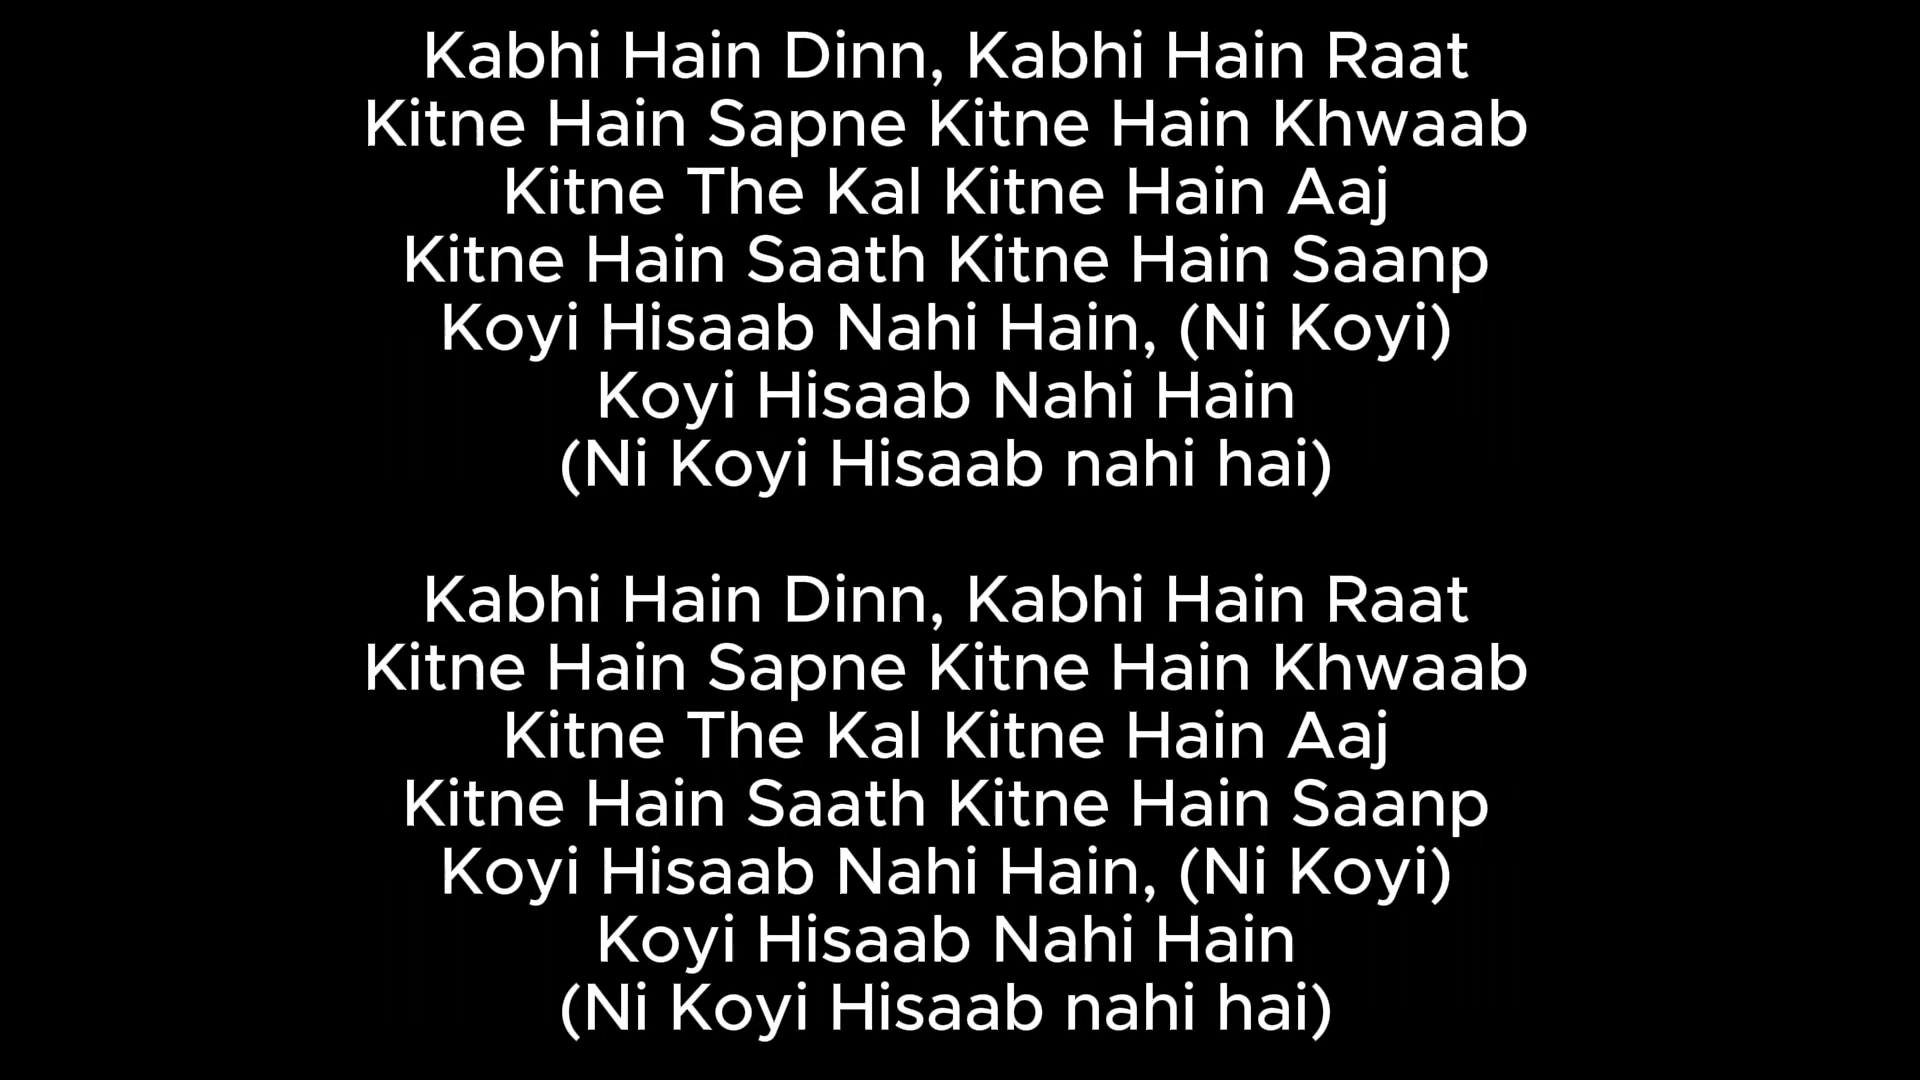 Kabhi Hain Dinn, Kabhi Hain Raat
Kitne Hain Sapne Kitne Hain Khwaab
Kitne The Kal Kitne Hain Aaj
Kitne Hain Saath Kitne Hain Saanp
Koyi Hisaab Nahi Hain, (Ni Koyi)
Koyi Hisaab Nahi Hain
(Ni Koyi Hisaab nahi hai)
Kabhi Hain Dinn, Kabhi Hain Raat
Kitne Hain Sapne Kitne Hain Khwaab
Kitne The Kal Kitne Hain Aaj
Kitne Hain Saath Kitne Hain Saanp
Koyi Hisaab Nahi Hain, (Ni Koyi)
Koyi Hisaab Nahi Hain
(Ni Koyi Hisaab nahi hai)